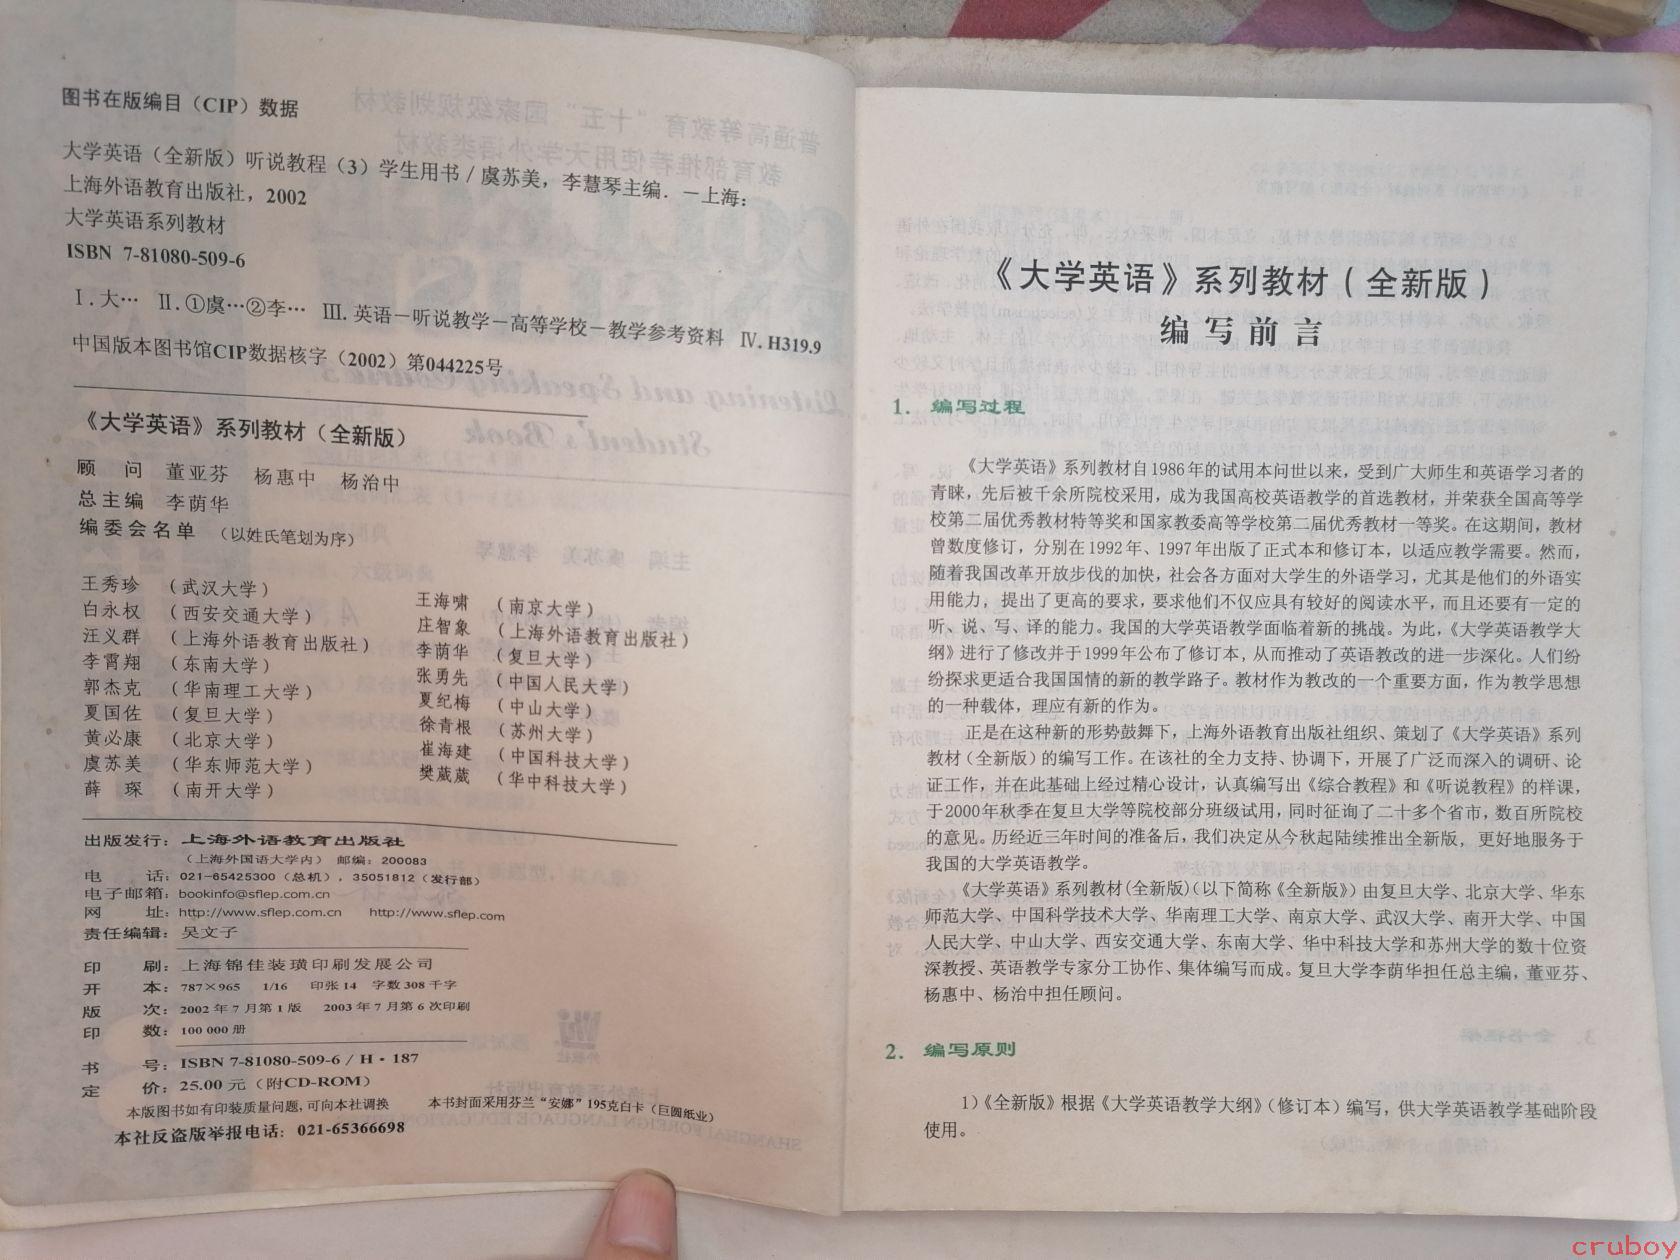 图书在版编目（CIP）数据
大学英语（全新版）听说教程（3）学生用书 / 虞苏美，李慧琴主编．－上海：
上海外语教育出版社，2002
大学英语系列教材
ISBN 7-81080-509-6
Ⅰ.大… Ⅱ.①虞…②李… Ⅲ.英语－听说教学－高等学校－教学参考资料 Ⅳ.H319.9
中国版本图书馆CIP数据核字（2002）第044225号
《大学英语》系列教材（全新版）
顾 问 董亚芬 杨惠中 杨治中
总主编 李荫华
编委会名单 （以姓氏笔划为序）
王秀珍 （武汉大学） 王海啸 （南京大学）
白永权 （西安交通大学） 庄智象 （上海外语教育出版社）
汪义群 （上海外语教育出版社） 李荫华 （复旦大学）
李霄翔 （东南大学） 张勇先 （中国人民大学）
郭杰克 （华南理工大学） 夏纪梅 （中山大学）
夏国佐 （复旦大学） 徐青根 （苏州大学）
黄必康 （北京大学） 崔海建 （中国科技大学）
虞苏美 （华东师范大学） 樊葳葳 （华中科技大学）
薛 琛 （南开大学）
出版发行：上海外语教育出版社
（上海外国语大学内） 邮编：200083
电 话：021-65425300（总机），35051812（发行部）
电子邮箱：bookinfo@sflep.com.cn
网 址：http://www.sflep.com.cn http://www.sflep.com
责任编辑：吴文子
印 刷：上海锦佳装璜印刷发展公司
开 本：787×965 1/16 印张 14 字数 308 千字
版 次：2002 年 7 月第 1 版 2003 年 7 月第 6 次印刷
印 数：100 000 册
书 号：ISBN 7-81080-509-6 / H·187
定 价：25.00 元（附CD-ROM）
本版图书如有印装质量问题，可向本社调换 本书封面采用芬兰“安娜”195克白卡（巨圆纸业）
本社反盗版举报电话：021-65366698
《大学英语》系列教材（全新版）
编写前言
1. 编写过程
《大学英语》系列教材自1986年的试用本问世以来，受到广大师生和英语学习者的
青睐，先后被千余所院校采用，成为我国高校英语教学的首选教材，并荣获全国高等学
校第二届优秀教材特等奖和国家教委高等学校第二届优秀教材一等奖。在这期间，教材
曾数度修订，分别在1992年、1997年出版了正式本和修订本，以适应教学需要。然而，
随着我国改革开放步伐的加快，社会各方面对大学生的外语学习，尤其是他们的外语实
用能力，提出了更高的要求，要求他们不仅应具有较好的阅读水平，而且还要有一定的
听、说、写、译的能力。我国的大学英语教学面临着新的挑战。为此，《大学英语教学大
纲》进行了修改并于1999年公布了修订本，从而推动了英语教改的进一步深化。人们纷
纷探求更适合我国国情的新的教学路子。教材作为教改的一个重要方面，作为教学思想
的一种载体，理应有新的作为。
正是在这种新的形势鼓舞下，上海外语教育出版社组织、策划了《大学英语》系列
教材（全新版）的编写工作。在该社的全力支持、协调下，开展了广泛而深入的调研、论
证工作，并在此基础上经过精心设计，认真编写出《综合教程》和《听说教程》的样课，
于2000年秋季在复旦大学等院校部分班级试用，同时征询了二十多个省市，数百所院校
的意见。历经近三年时间的准备后，我们决定从今秋起陆续推出全新版，更好地服务于
我国的大学英语教学。
《大学英语》系列教材(全新版)（以下简称《全新版》）由复旦大学、北京大学、华东
师范大学、中国科学技术大学、华南理工大学、南京大学、武汉大学、南开大学、中国
人民大学、中山大学、西安交通大学、东南大学、华中科技大学和苏州大学的数十位资
深教授、英语教学专家分工协作、集体编写而成。复旦大学李荫华担任总主编，董亚芬、
杨惠中、杨治中担任顾问。
2. 编写原则
1)《全新版》根据《大学英语教学大纲》（修订本）编写，供大学英语教学基础阶段
使用。
cruboy